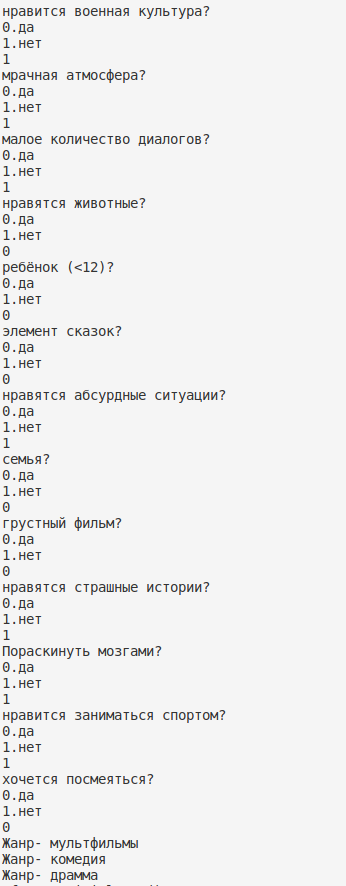 нравится военная культура?
0.да
1.нет
1
мрачная атмосфера?
0.да
1.нет
1
малое количество диалогов?
0.да
1.нет
1
нравятся животные?
0.да
1.нет
0
ребёнок (<12)?
0.да
1.нет
0
элемент сказок?
0.да
1.нет
0
нравятся абсурдные ситуации?
0.да
1.нет
1
семья?
0.да
1.нет
0
грустный фильм?
0.да
1.нет
0
нравятся страшные истории?
0.да
1.нет
1
Пораскинуть мозгами?
0.да
1.нет
1
нравится заниматься спортом?
0.да
1.нет
1
хочется посмеяться?
0.да
1.нет
0
Жанр- мультфильмы
Жанр- комедия
Жанр- драмма